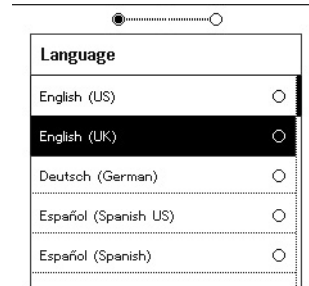 Language
English (US)
English (UK)
Deutsch (German)
Español (Spanish US)
Español (Spanish)